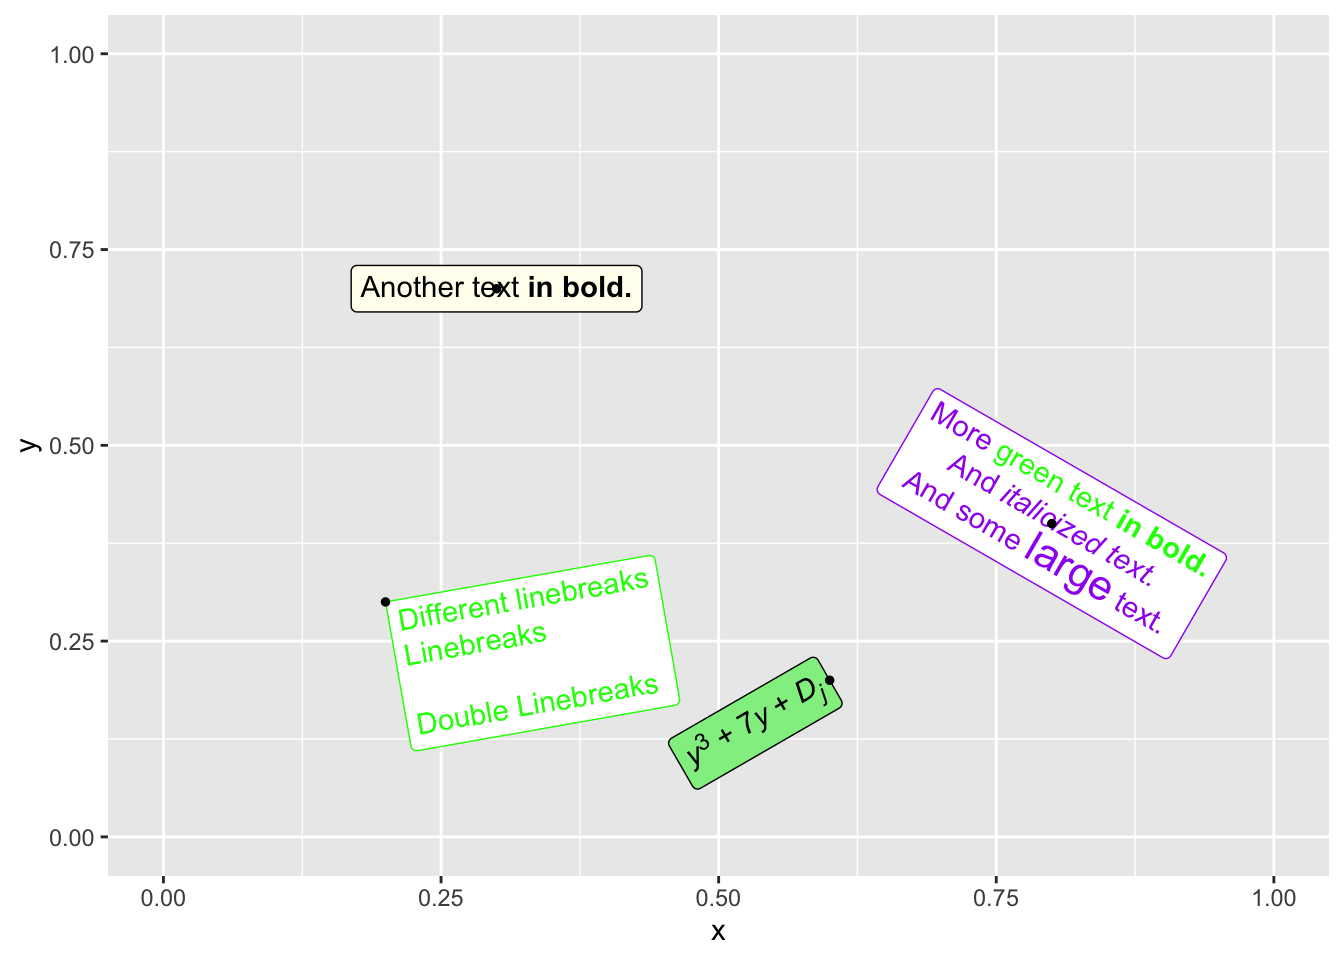 1.00
0.75
0.50
0.25
0.00
y
Another text in bold.
More green text in bold.
And italicized text.
And some large text.
Different linebreaks
Linebreaks
Double Linebreaks
y³ + 7y + Dⱼ
0.00
0.25
0.50
0.75
1.00
x